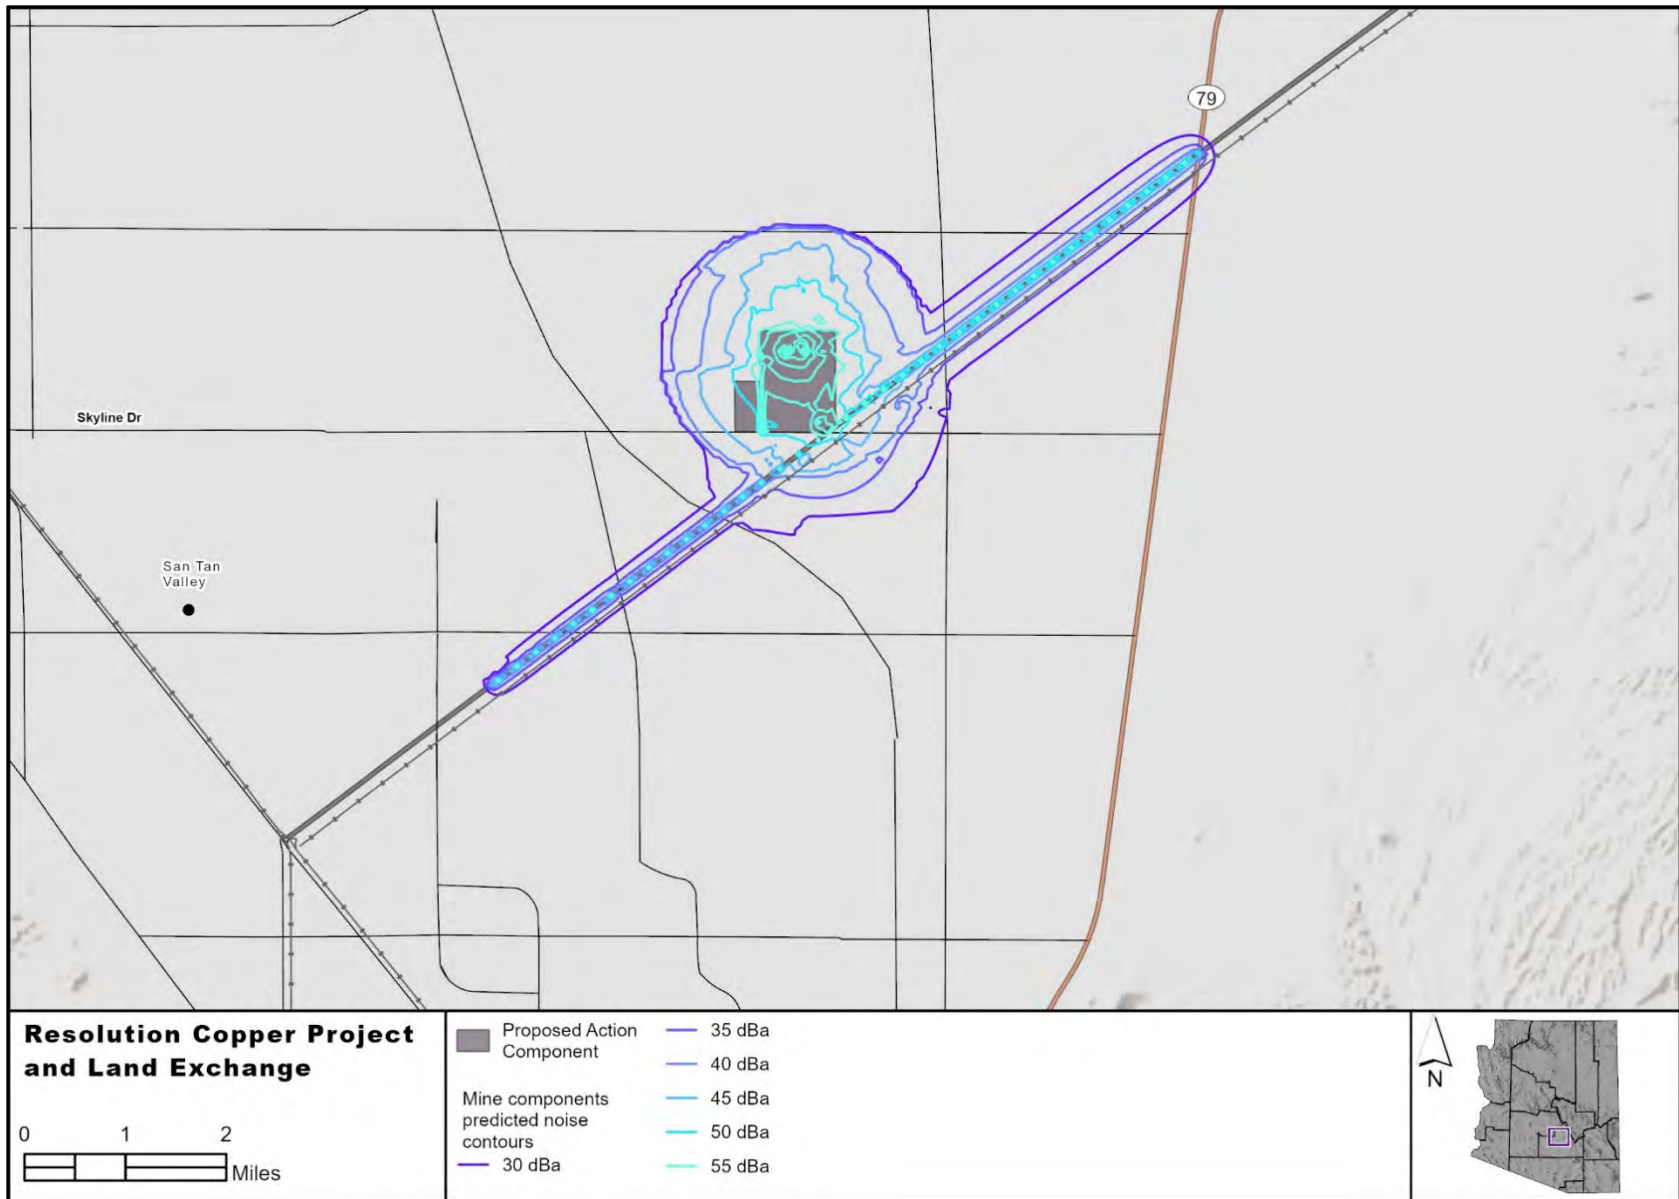 79
Skyline Dr
San Tan
Valley
Resolution Copper Project
and Land Exchange
0 1 2
Miles
Proposed Action
Component
Mine components
predicted noise
contours
30 dBa
35 dBa
40 dBa
45 dBa
50 dBa
55 dBa
N